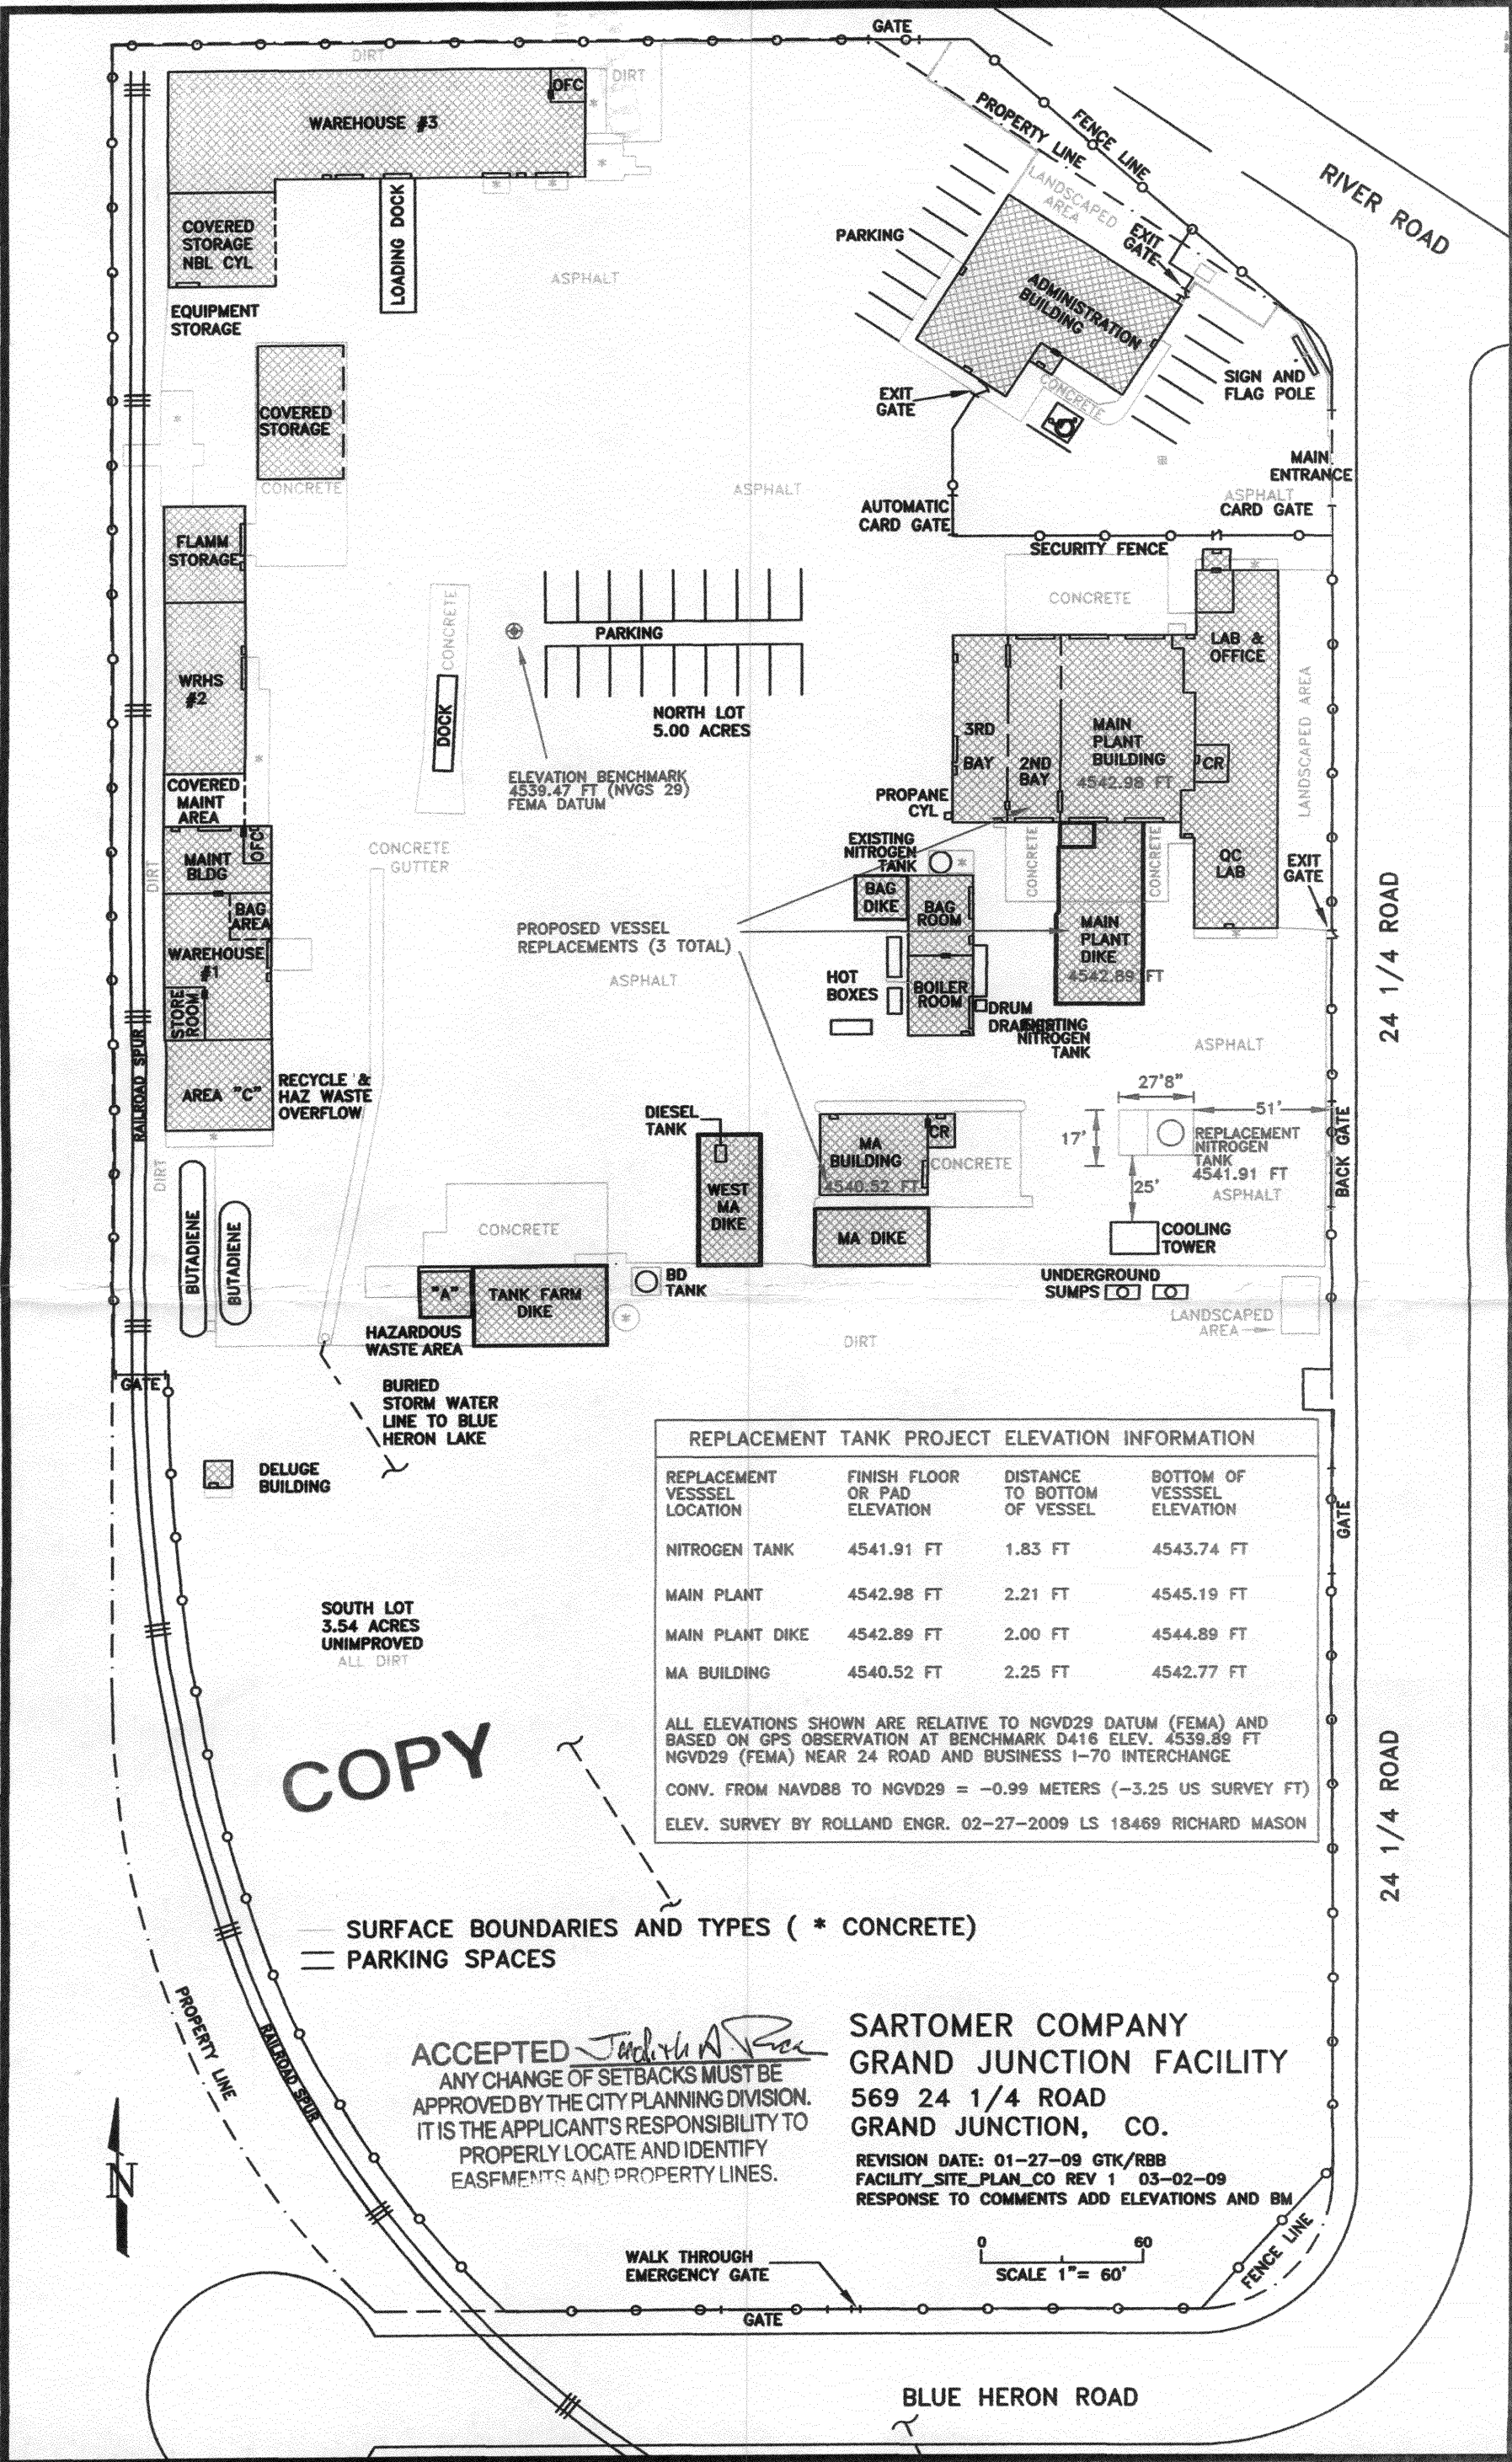 GATE
DIRT
OFC
DIRT
*
WAREHOUSE #3
*
*
*
PROPERTY LINE
FENCE LINE
RIVER ROAD
LANDSCAPED
AREA
COVERED
STORAGE
NBL CYL
LOADING DOCK
PARKING
EXIT
GATE
ASPHALT
ADMINISTRATION
BUILDING
EQUIPMENT
STORAGE
SIGN AND
FLAG POLE
EXIT
GATE
CONCRETE
COVERED
STORAGE
*
CONCRETE
ASPHALT
*
MAIN
ENTRANCE
ASPHALT
CARD GATE
AUTOMATIC
CARD GATE
SECURITY FENCE
FLAMM
STORAGE
*
CONCRETE
CONCRETE
PARKING
LAB &
OFFICE
WRHS
#2
DOCK
NORTH LOT
5.00 ACRES
3RD
BAY
2ND
BAY
MAIN
PLANT
BUILDING
4542.98 FT
CR
LANDSCAPED AREA
*
ELEVATION BENCHMARK
4539.47 FT (NVGS 29)
FEMA DATUM
COVERED
MAINT
AREA
PROPANE
CYL
EXISTING
NITROGEN
TANK
*
CONCRETE
CONCRETE
OFC
MAINT
BLDG
CONCRETE
GUTTER
DIRT
QC
LAB
EXIT
GATE
24 1/4 ROAD
BAG
AREA
BAG
DIKE
BAG
ROOM
PROPOSED VESSEL
REPLACEMENTS (3 TOTAL)
MAIN
PLANT
DIKE
4542.89 FT
*
WAREHOUSE
#1
ASPHALT
HOT
BOXES
BOILER
ROOM
STORE
ROOM
DRUM
EXISTING
NITROGEN
TANK
ASPHALT
RAILROAD SPUR
AREA "C"
RECYCLE &
HAZ WASTE
OVERFLOW
*
DIRT
DIESEL
TANK
MA
BUILDING
4540.52 FT
CR
CONCRETE
27'8"
51'
17'
25'
REPLACEMENT
NITROGEN
TANK
4541.91 FT
ASPHALT
BACK GATE
WEST
MA
DIKE
MA DIKE
COOLING
TOWER
BUTADIENE
BUTADIENE
CONCRETE
"A"
TANK FARM
DIKE
BD
TANK
*
UNDERGROUND
SUMPS
LANDSCAPED
AREA
HAZARDOUS
WASTE AREA
DIRT
GATE
BURIED
STORM WATER
LINE TO BLUE
HERON LAKE
DELUGE
BUILDING
REPLACEMENT TANK PROJECT ELEVATION INFORMATION
REPLACEMENT VESSSEL LOCATION
FINISH FLOOR OR PAD ELEVATION
DISTANCE TO BOTTOM OF VESSEL
BOTTOM OF VESSSEL ELEVATION
NITROGEN TANK 4541.91 FT 1.83 FT 4543.74 FT
MAIN PLANT 4542.98 FT 2.21 FT 4545.19 FT
MAIN PLANT DIKE 4542.89 FT 2.00 FT 4544.89 FT
MA BUILDING 4540.52 FT 2.25 FT 4542.77 FT
ALL ELEVATIONS SHOWN ARE RELATIVE TO NGVD29 DATUM (FEMA) AND
BASED ON GPS OBSERVATION AT BENCHMARK D416 ELEV. 4539.89 FT
NGVD29 (FEMA) NEAR 24 ROAD AND BUSINESS I-70 INTERCHANGE
CONV. FROM NAVD88 TO NGVD29 = -0.99 METERS (-3.25 US SURVEY FT)
ELEV. SURVEY BY ROLLAND ENGR. 02-27-2009 LS 18469 RICHARD MASON
GATE
SOUTH LOT
3.54 ACRES
UNIMPROVED
ALL DIRT
COPY
24 1/4 ROAD
SURFACE BOUNDARIES AND TYPES ( * CONCRETE)
PARKING SPACES
PROPERTY LINE
RAILROAD SPUR
ACCEPTED Judith A.
ANY CHANGE OF SETBACKS MUST BE
APPROVED BY THE CITY PLANNING DIVISION.
IT IS THE APPLICANT'S RESPONSIBILITY TO
PROPERLY LOCATE AND IDENTIFY
EASEMENTS AND PROPERTY LINES.
SARTOMER COMPANY
GRAND JUNCTION FACILITY
569 24 1/4 ROAD
GRAND JUNCTION, CO.
REVISION DATE: 01-27-09 GTK/RBB
FACILITY_SITE_PLAN_CO REV 1 03-02-09
RESPONSE TO COMMENTS ADD ELEVATIONS AND BM
N
0 60
SCALE 1"= 60'
FENCE LINE
WALK THROUGH
EMERGENCY GATE
GATE
BLUE HERON ROAD